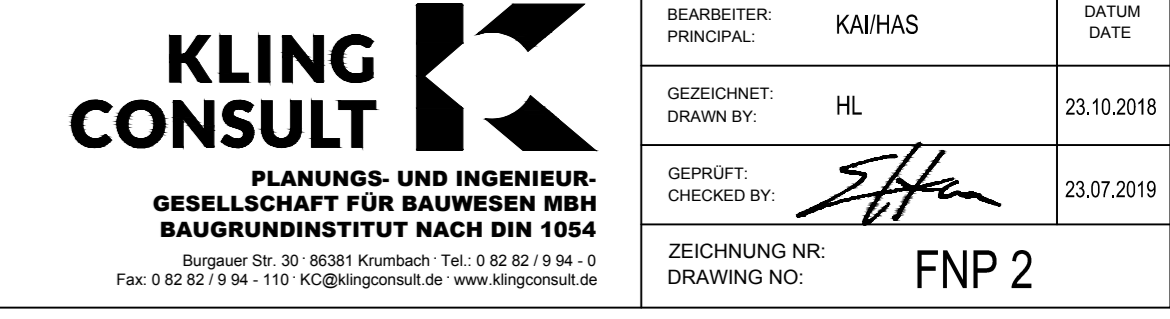 KLING
CONSULT
PLANUNGS- UND INGENIEUR-
GESELLSCHAFT FÜR BAUWESEN MBH
BAUGRUNDINSTITUT NACH DIN 1054
Burgauer Str. 30 · 86381 Krumbach · Tel.: 0 82 82 / 9 94 - 0
Fax: 0 82 82 / 9 94 - 110 · KC@klingconsult.de · www.klingconsult.de
BEARBEITER: KAI/HAS DATUM
PRINCIPAL: DATE
GEZEICHNET: HL 23.10.2018
DRAWN BY:
GEPRÜFT: 23.07.2019
CHECKED BY:
ZEICHNUNG NR: FNP 2
DRAWING NO: